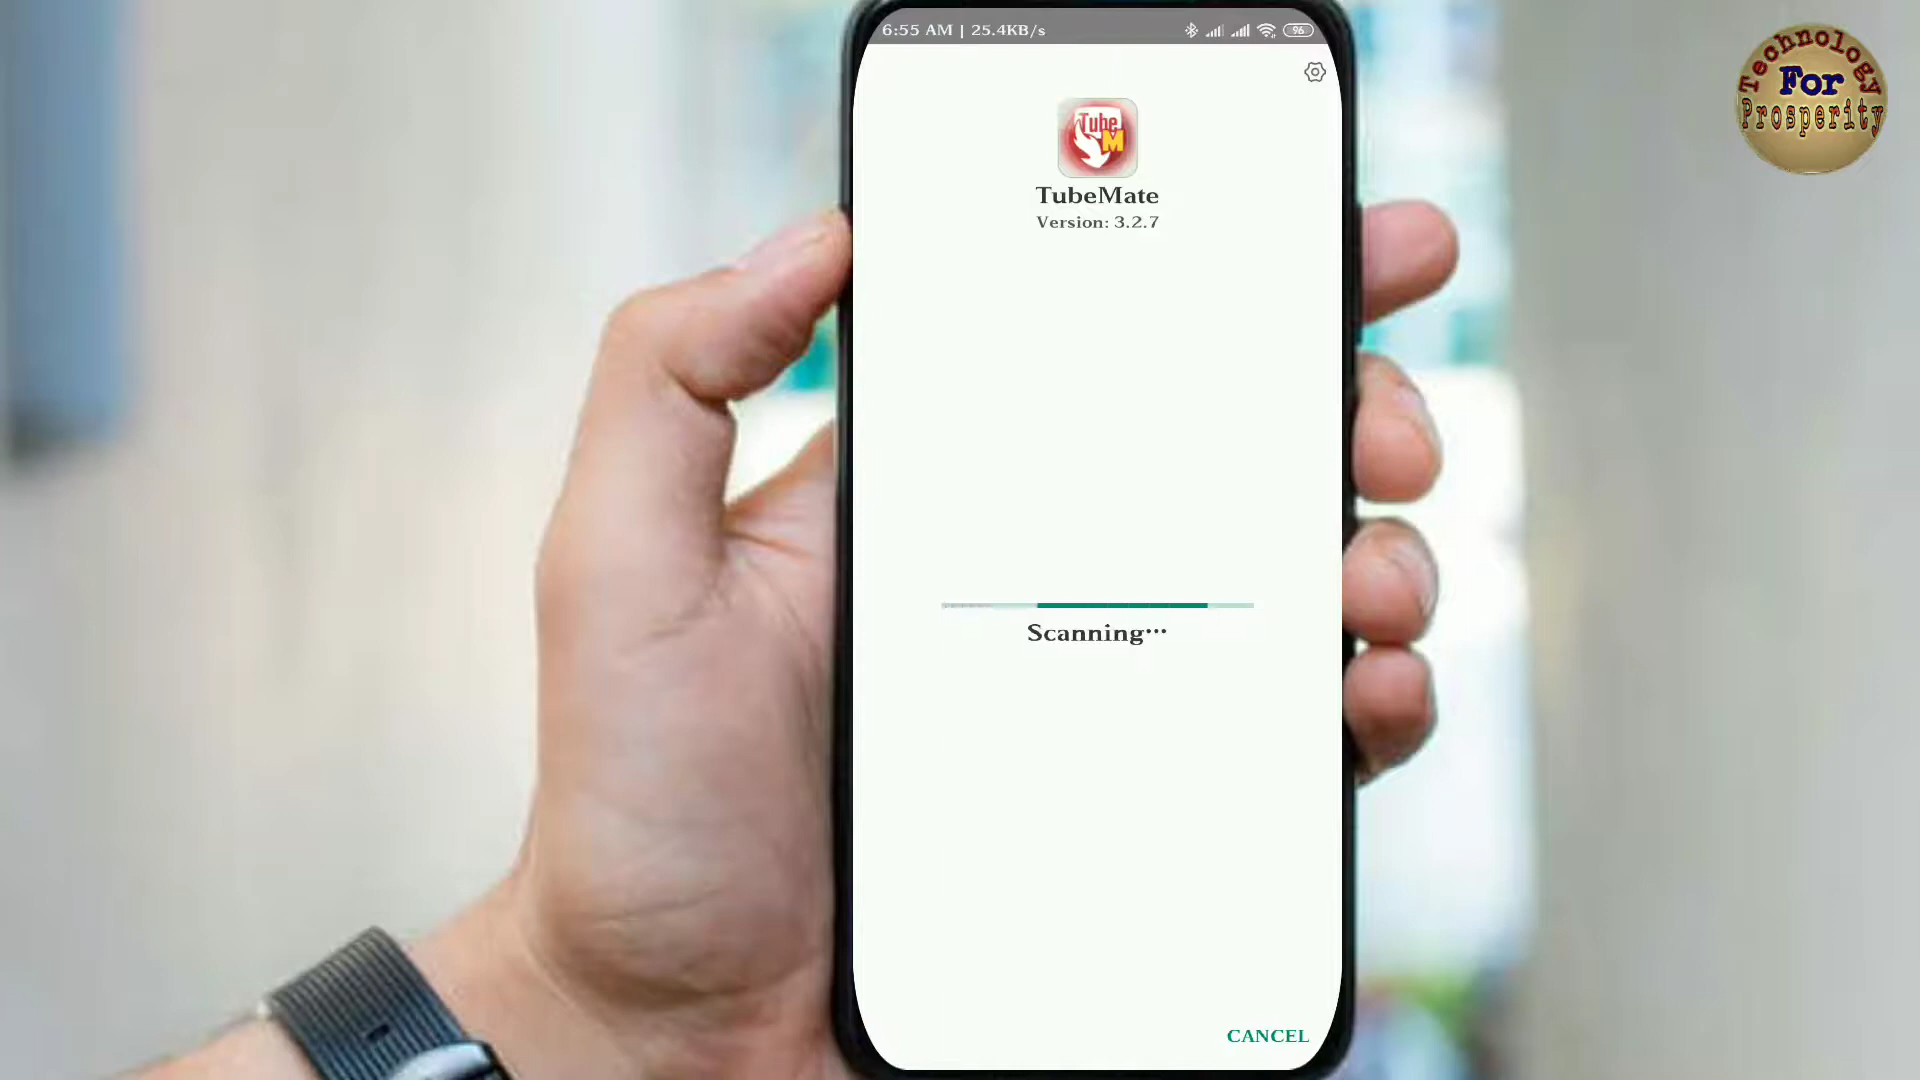 6:55 AM | 25.4KB/s
96
Technology
For
Prosperity
Tube
M
TubeMate
Version: 3.2.7
Scanning...
CANCEL